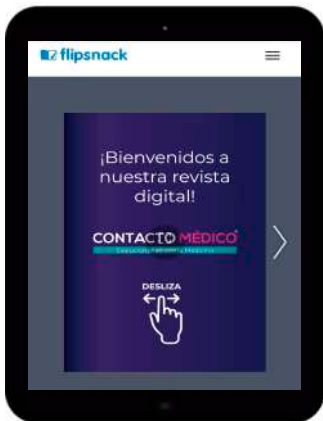 flipsnack
¡Bienvenidos a
nuestra revista
digital!
CONTACTO MÉDICO
DESLIZA